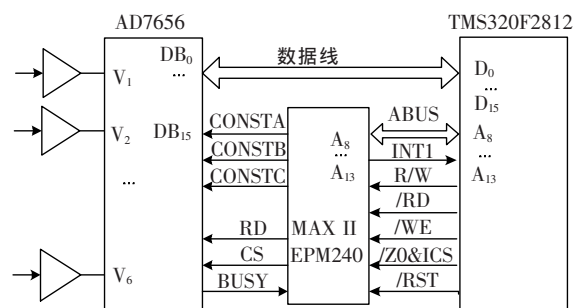 AD7656
TMS320F2812
DB0
...
数据线
D0
...
D15
V1
V2
DB15
CONSTA
CONSTB
CONSTC
A8
...
A13
ABUS
INT1
A8
...
A13
R/W
/RD
...
RD
MAX II
/WE
CS
EPM240
/Z0&ICS
V6
BUSY
/RST